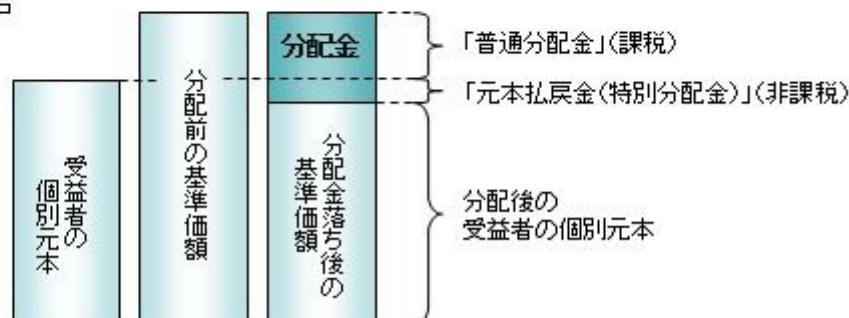 分配金
「普通分配金」(課税)
「元本払戻金(特別分配金)」(非課税)
受益者の
個別元本
分配前の基準価額
分配金落ち後の
基準価額
分配後の
受益者の個別元本